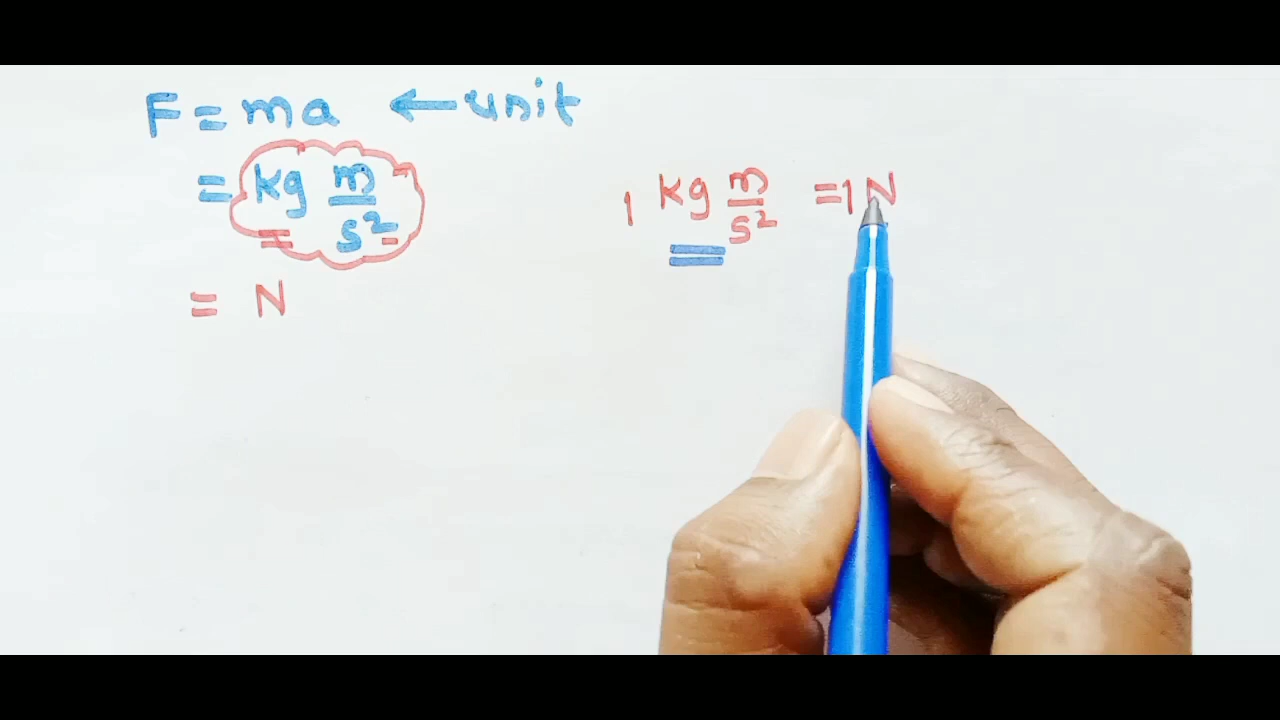 F = ma ← unit
= kg m/s²
= N
1 kg m/s² = 1 N